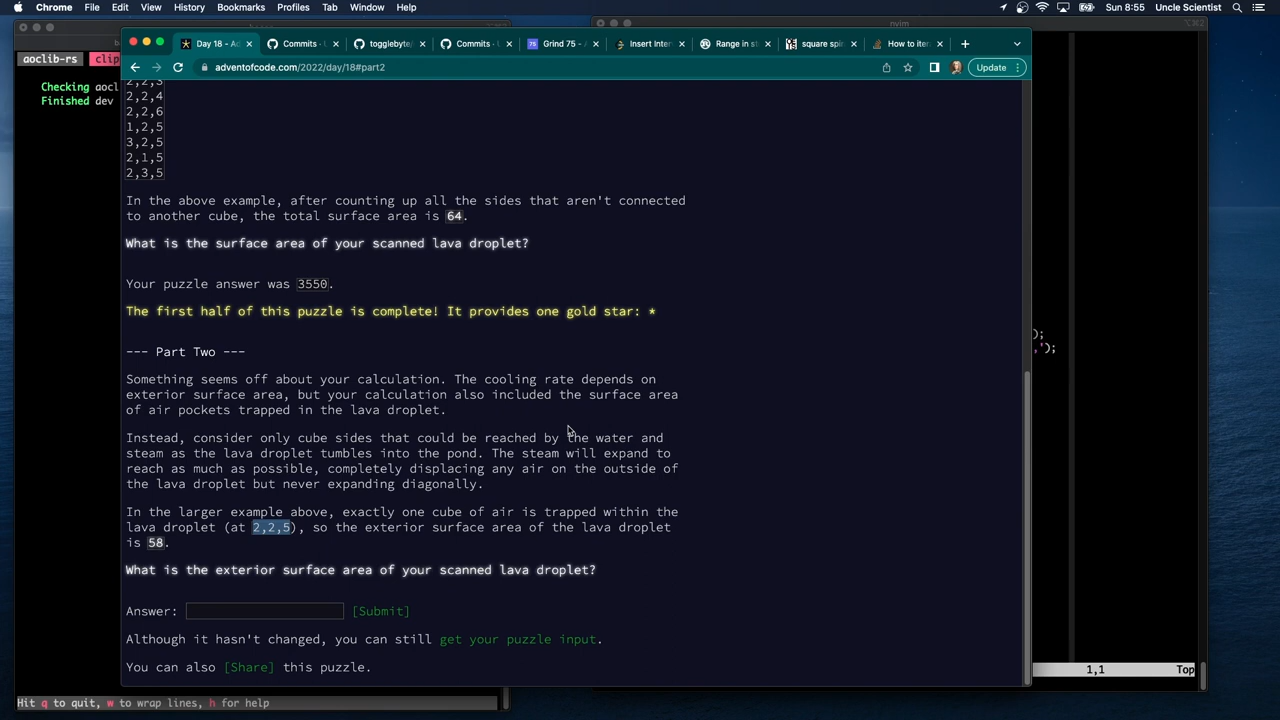 Chrome File Edit View History Bookmarks Profiles Tab Window Help Sun 8:55 Uncle Scientist
nvim
Day 18 - Ad Commits · togglebyte/ Commits · Grind 75 - A Insert Inter Range in st square spi How to iter
adventofcode.com/2022/day/18#part2 Update
aoclib-rs clip
Checking aocl
Finished dev
2,2,3
2,2,4
2,2,6
1,2,5
3,2,5
2,1,5
2,3,5
In the above example, after counting up all the sides that aren't connected
to another cube, the total surface area is 64.
What is the surface area of your scanned lava droplet?
Your puzzle answer was 3550.
The first half of this puzzle is complete! It provides one gold star: *
);
,');
--- Part Two ---
Something seems off about your calculation. The cooling rate depends on
exterior surface area, but your calculation also included the surface area
of air pockets trapped in the lava droplet.
Instead, consider only cube sides that could be reached by the water and
steam as the lava droplet tumbles into the pond. The steam will expand to
reach as much as possible, completely displacing any air on the outside of
the lava droplet but never expanding diagonally.
In the larger example above, exactly one cube of air is trapped within the
lava droplet (at 2,2,5), so the exterior surface area of the lava droplet
is 58.
What is the exterior surface area of your scanned lava droplet?
Answer: [Submit]
Although it hasn't changed, you can still get your puzzle input.
You can also [Share] this puzzle.
1,1 Top
Hit q to quit, w to wrap lines, h for help